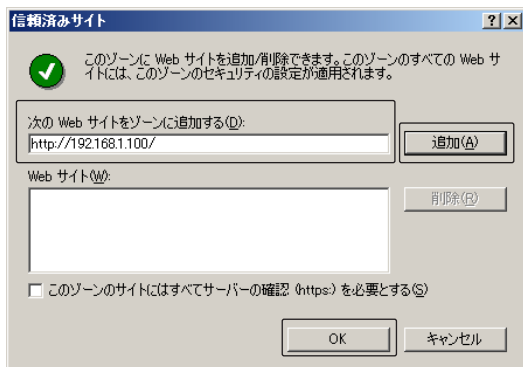 信頼済みサイト
このゾーンに Web サイトを追加/削除できます。このゾーンのすべての Web サ
イトには、このゾーンのセキュリティの設定が適用されます。
次の Web サイトをゾーンに追加する(D):
http://192.168.1.100/
追加(A)
Web サイト(W):
削除(R)
このゾーンのサイトにはすべてサーバーの確認 (https:) を必要とする(S)
OK
キャンセル